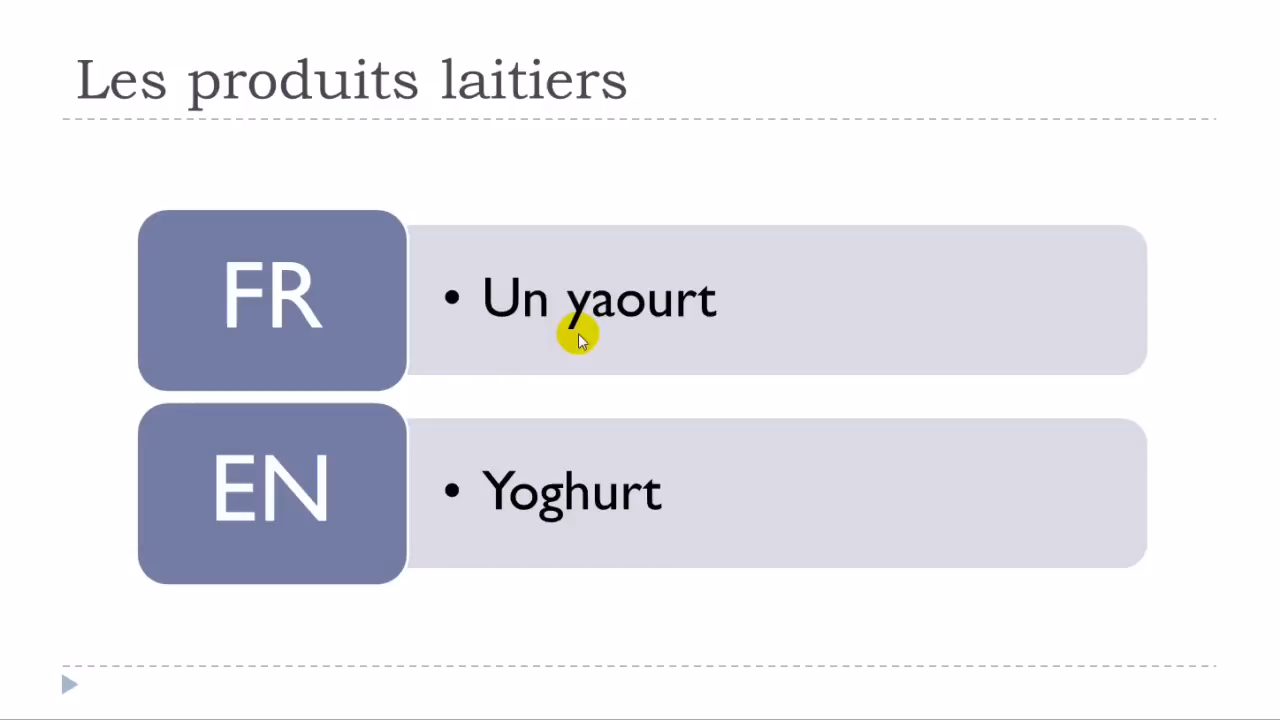 Les produits laitiers
FR
• Un yaourt
EN
• Yoghurt